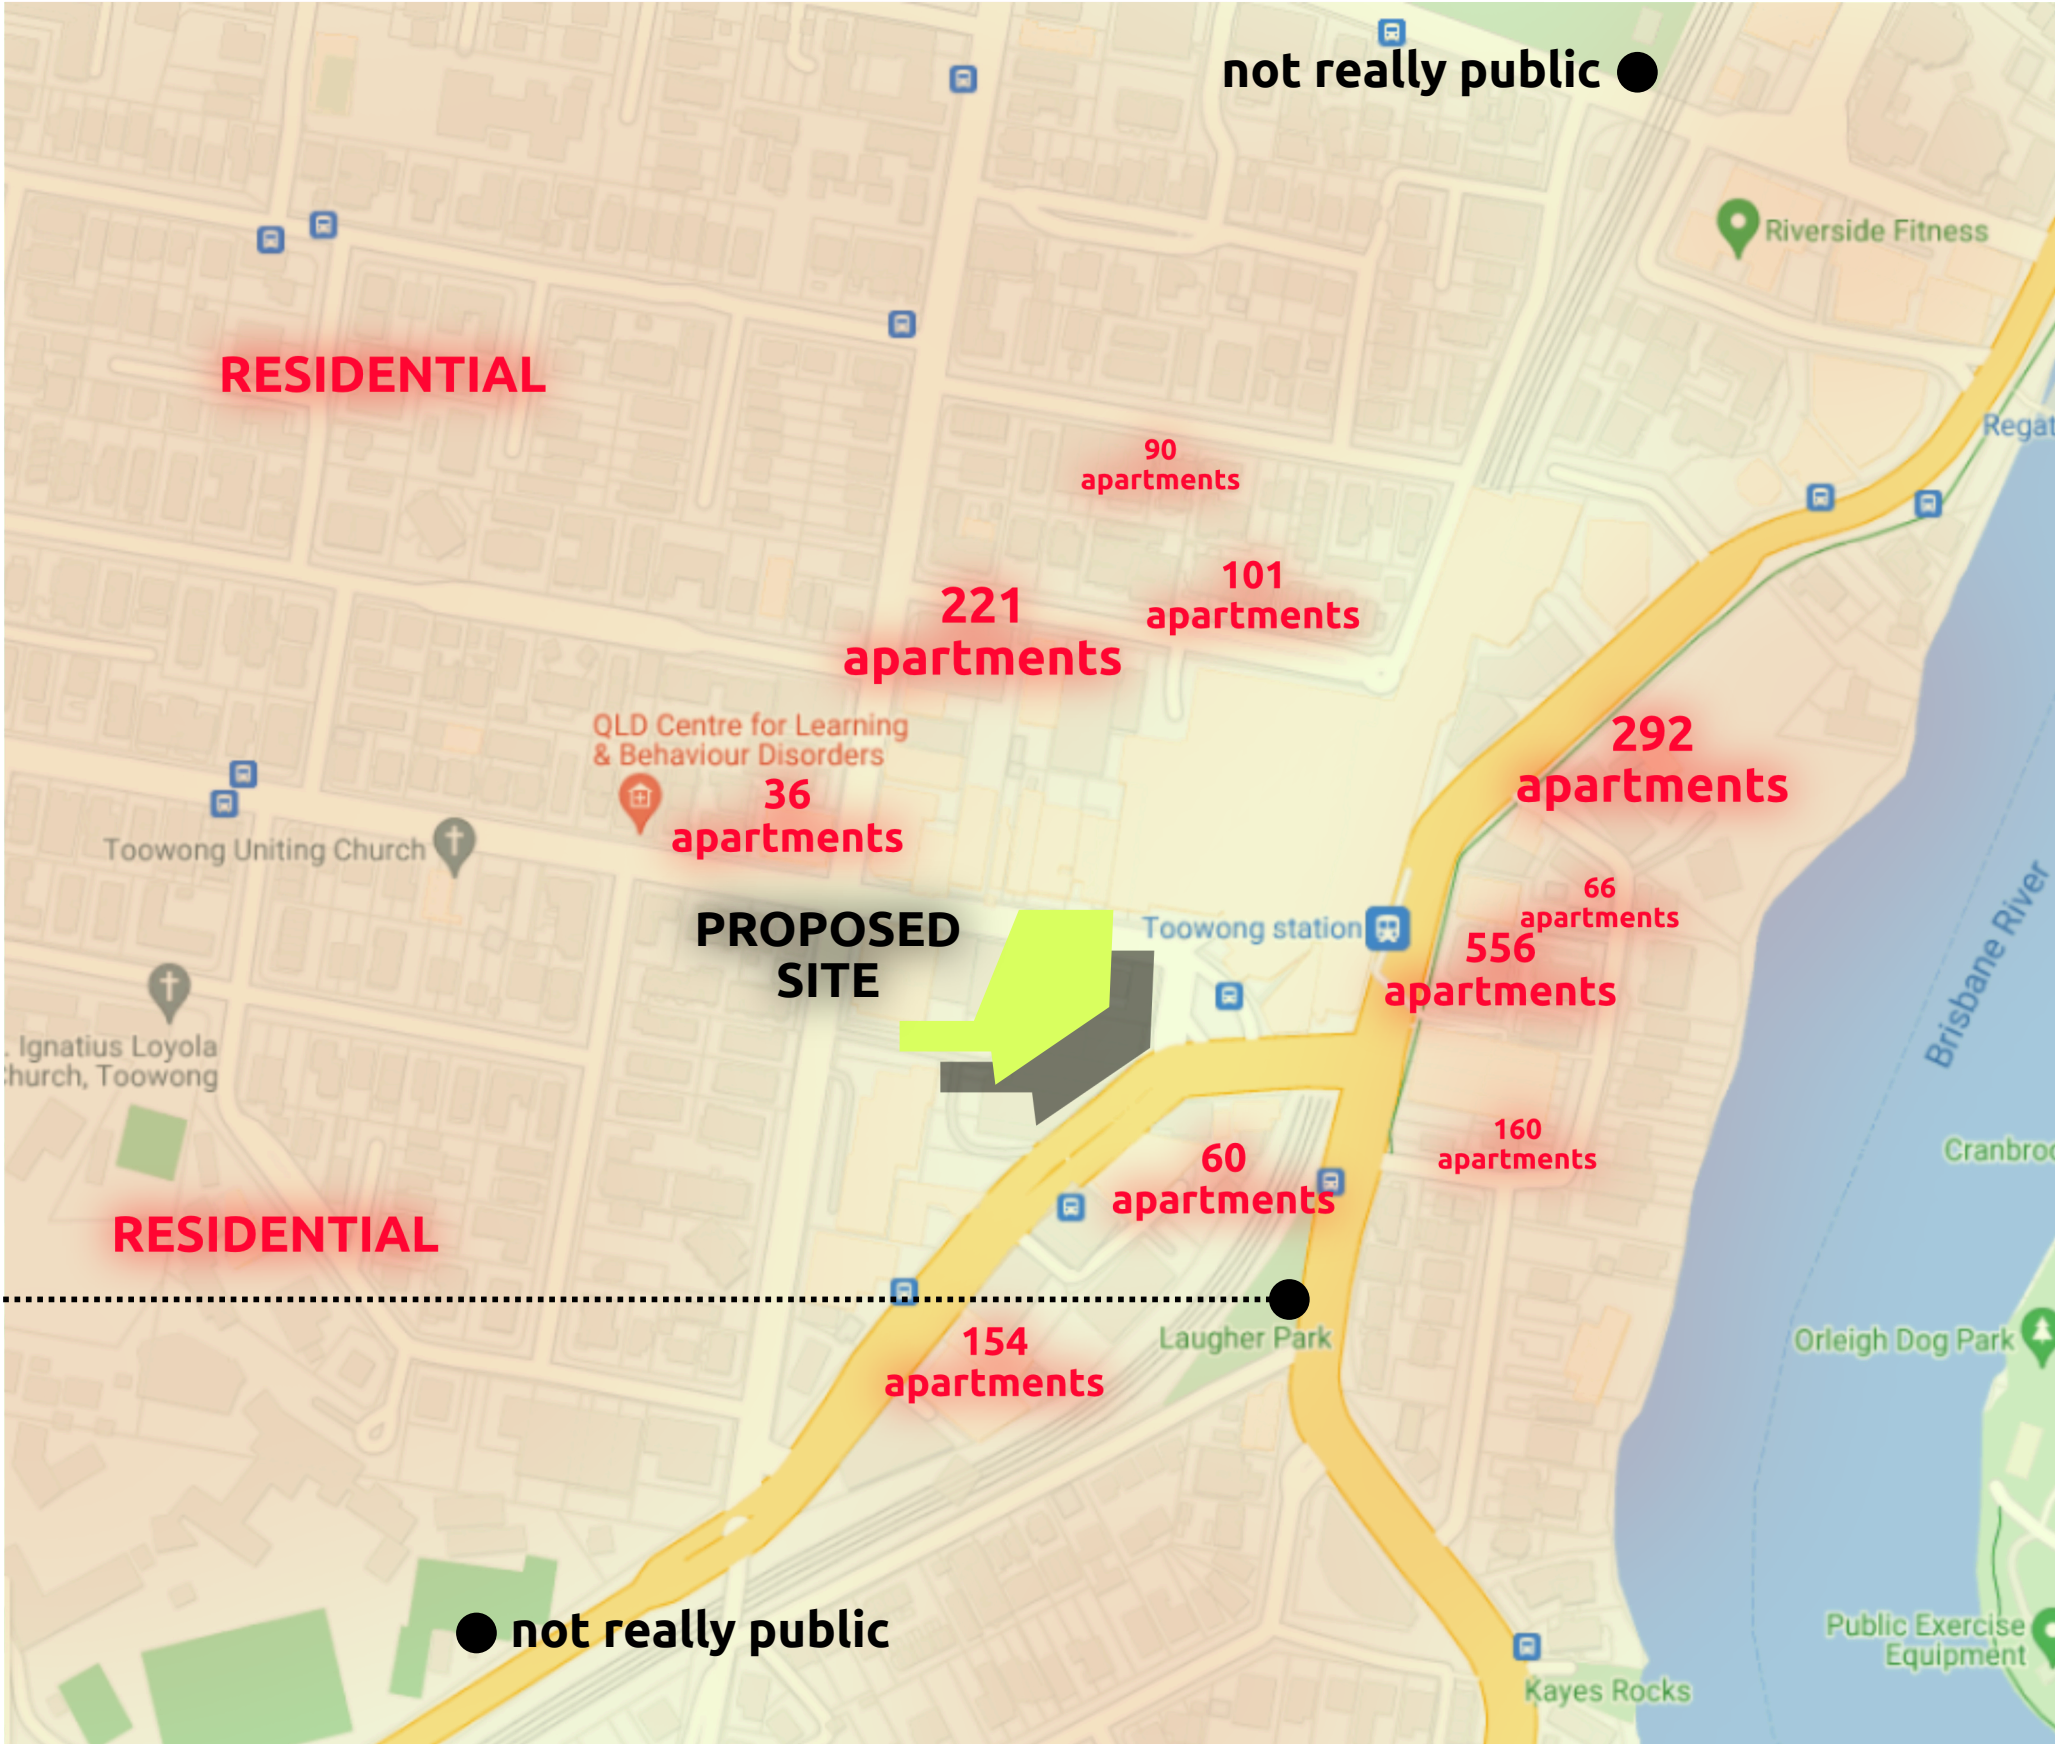 not really public
Riverside Fitness
RESIDENTIAL
Regat
90
apartments
101
apartments
221
apartments
292
apartments
QLD Centre for Learning
& Behaviour Disorders
36
apartments
Toowong Uniting Church
66
apartments
PROPOSED
SITE
Toowong station
556
apartments
Brisbane River
. Ignatius Loyola
hurch, Toowong
160
apartments
Cranbroo
60
apartments
RESIDENTIAL
154
apartments
Laugher Park
Orleigh Dog Park
not really public
Public Exercise
Equipment
Kayes Rocks